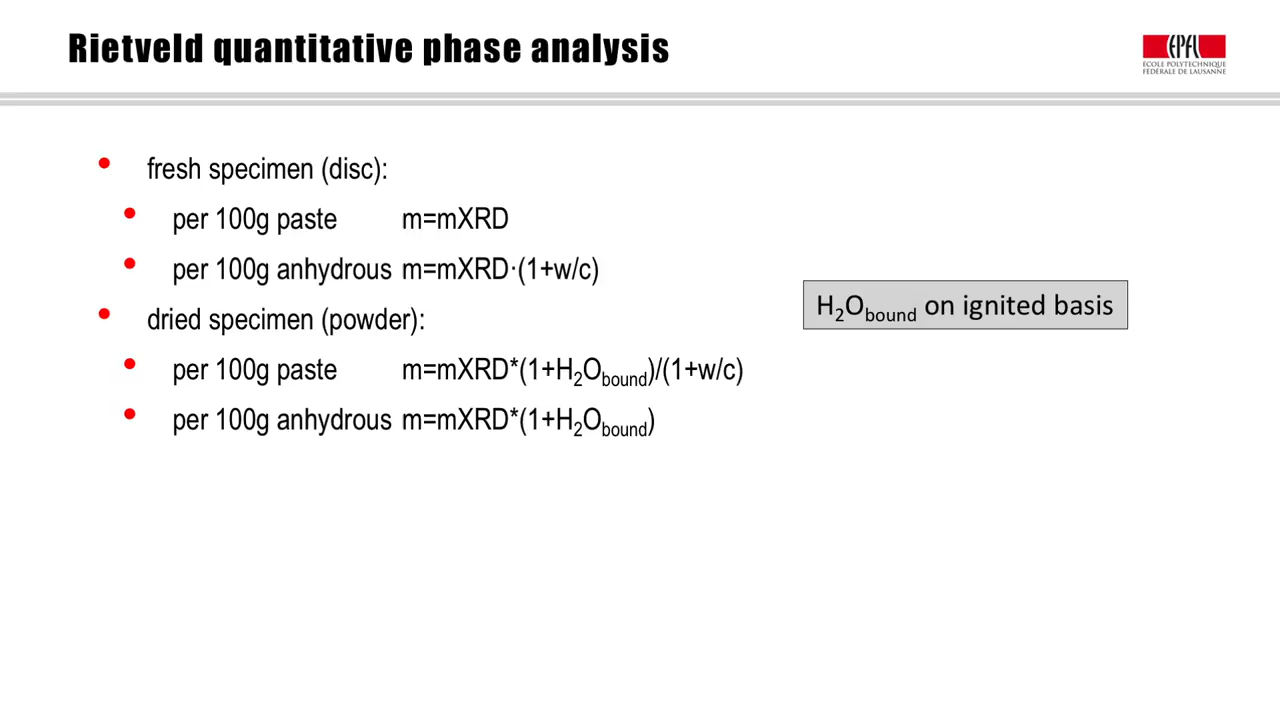 Rietveld quantitative phase analysis
EPFL
ÉCOLE POLYTECHNIQUE
FÉDÉRALE DE LAUSANNE
• fresh specimen (disc):
• per 100g paste m=mXRD
• per 100g anhydrous m=mXRD·(1+w/c)
• dried specimen (powder):
• per 100g paste m=mXRD*(1+H₂Obound)/(1+w/c)
• per 100g anhydrous m=mXRD*(1+H₂Obound)
H₂Obound on ignited basis